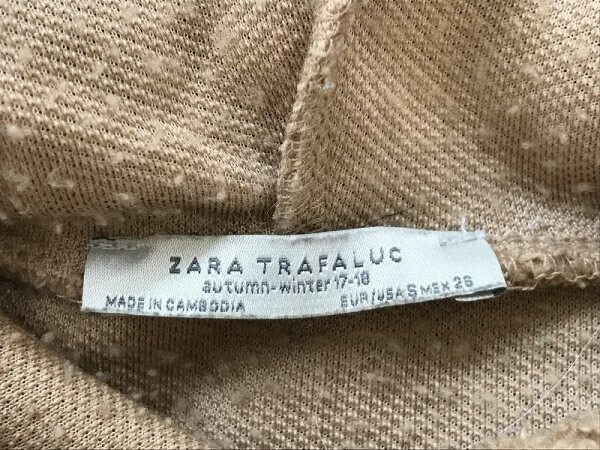 ZARA TRAFALUC
autumn-winter 17-18
MADE IN CAMBODIA EUR/USA S MEX 26